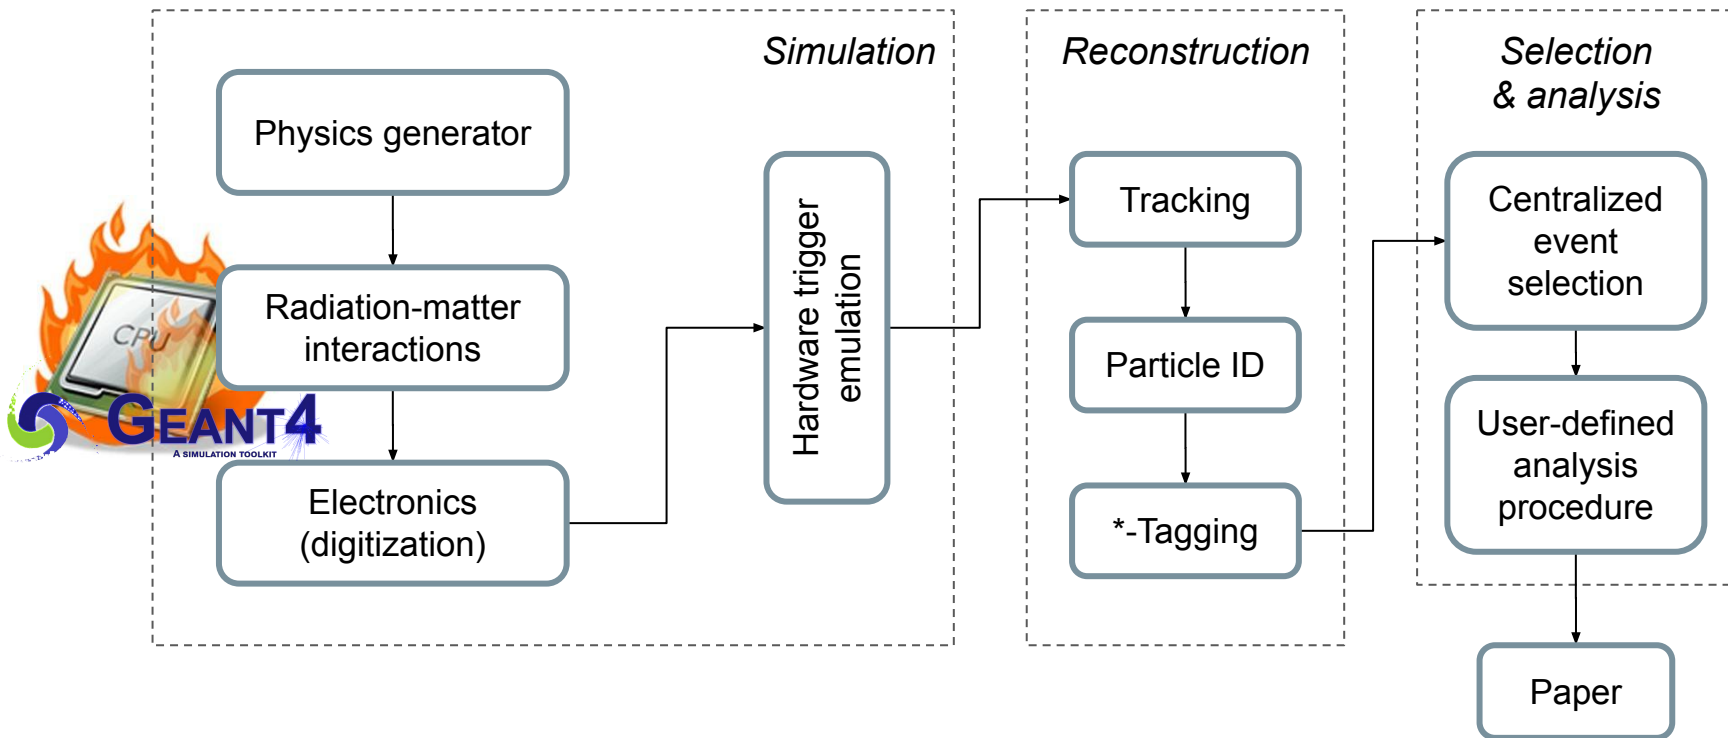 Simulation
Physics generator
Radiation-matter
interactions
Electronics
(digitization)
CPU
GEANT4
A SIMULATION TOOLKIT
Hardware trigger
emulation
Reconstruction
Tracking
Particle ID
*-Tagging
Selection
& analysis
Centralized
event
selection
User-defined
analysis
procedure
Paper